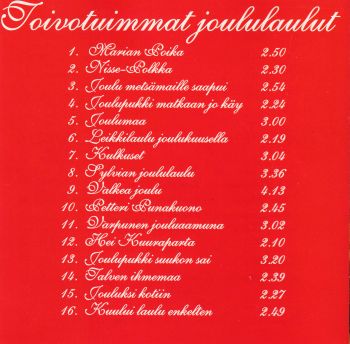 Toivotuimmat joululaulut
1. Marian Poika 2.50
2. Nisse-Polkka 2.30
3. Joulu metsämaille saapui 2.54
4. Joulupukki matkaan jo käy 2.24
5. Joulumaa 3.00
6. Leikkilaulu joulukuusella 2.19
7. Kulkuset 3.04
8. Sylvian joululaulu 3.36
9. Valkea joulu 4.13
10. Petteri Punakuono 2.45
11. Varpunen jouluaamuna 3.02
12. Hei Kuuraparta 2.10
13. Joulupukki suukon sai 3.20
14. Talven ihmemaa 2.39
15. Jouluksi kotiin 2.27
16. Kuului laulu enkelten 2.49